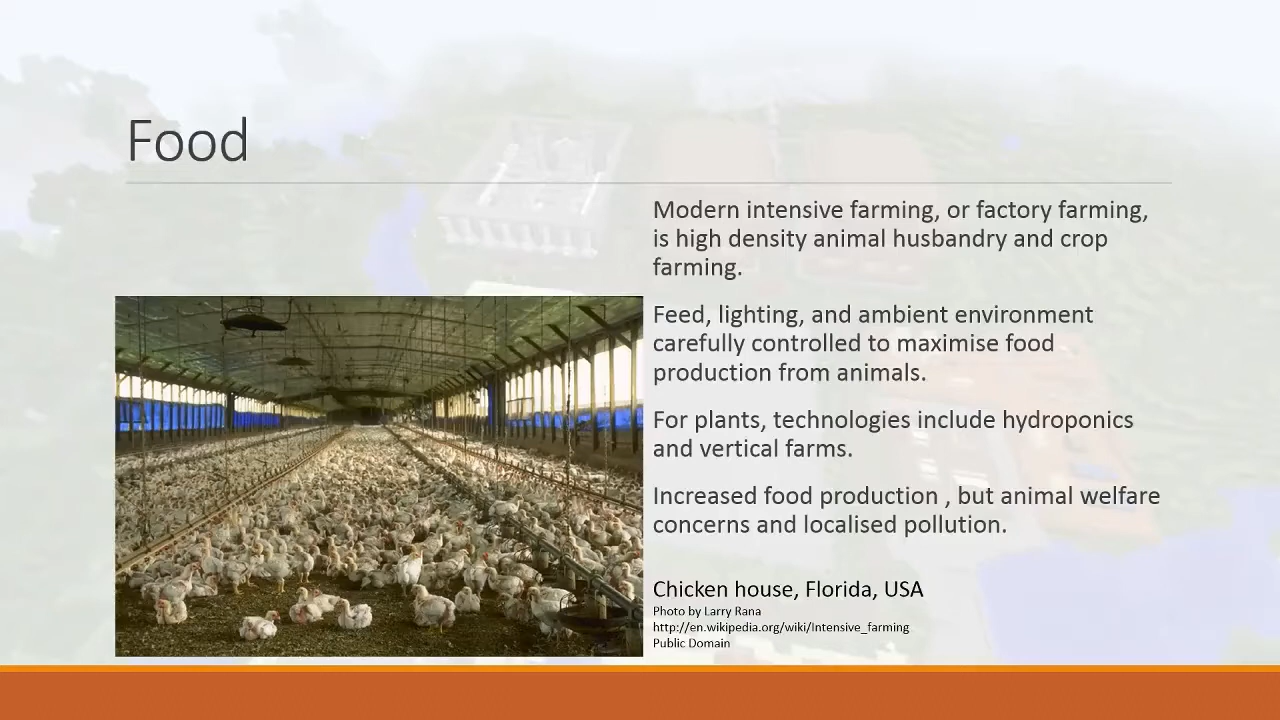 Food
Modern intensive farming, or factory farming,
is high density animal husbandry and crop
farming.
Feed, lighting, and ambient environment
carefully controlled to maximise food
production from animals.
For plants, technologies include hydroponics
and vertical farms.
Increased food production , but animal welfare
concerns and localised pollution.
Chicken house, Florida, USA
Photo by Larry Rana
http://en.wikipedia.org/wiki/Intensive_farming
Public Domain